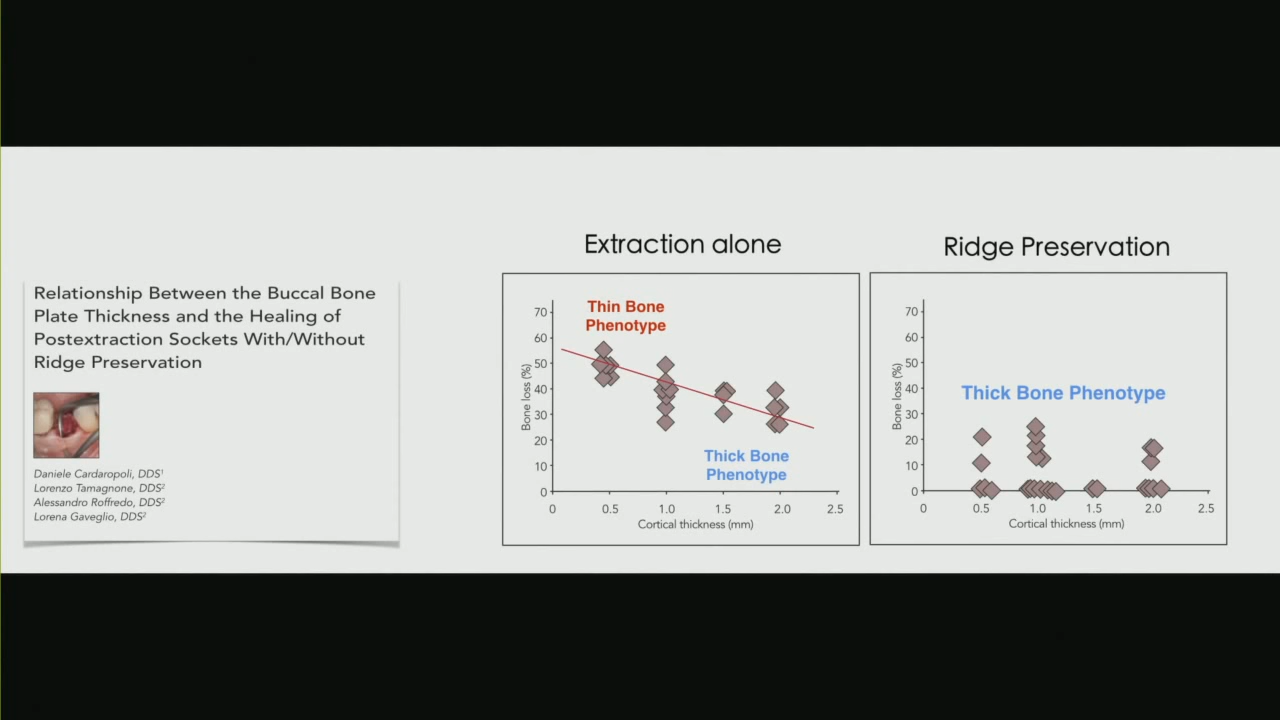 Relationship Between the Buccal Bone
Plate Thickness and the Healing of
Postextraction Sockets With/Without
Ridge Preservation
Daniele Cardaropoli, DDS¹
Lorenzo Tamagnone, DDS²
Alessandro Roffredo, DDS²
Lorena Gaveglio, DDS²
Extraction alone
Thin Bone
Phenotype
Thick Bone
Phenotype
Bone loss (%)
70
60
50
40
30
20
10
0
0 0.5 1.0 1.5 2.0 2.5
Cortical thickness (mm)
Ridge Preservation
Thick Bone Phenotype
Bone loss (%)
70
60
50
40
30
20
10
0
0 0.5 1.0 1.5 2.0 2.5
Cortical thickness (mm)